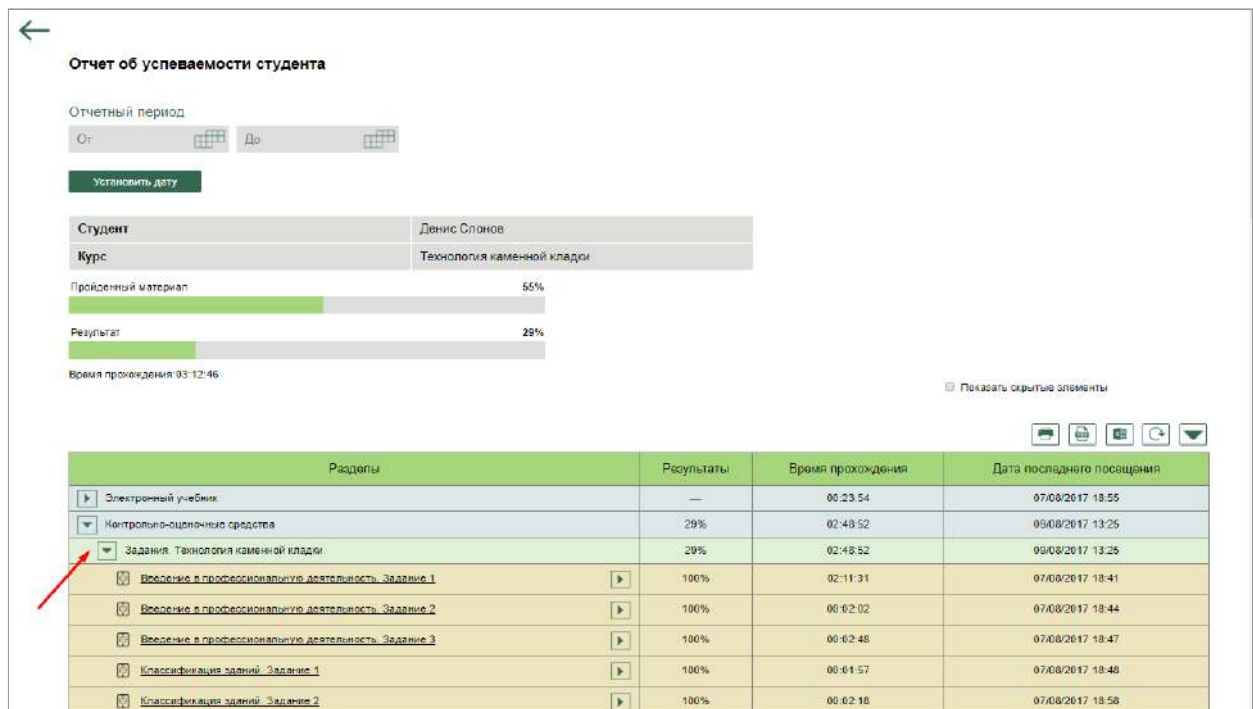 Отчет об успеваемости студента
Отчетный период
От До
Установить дату
Студент Денис Слонов
Курс Технология каменной кладки
Пройденный материал 55%
Результат 29%
Время прохождения:03:12:46
Показать скрытые элементы
Разделы Результаты Время прохождения Дата последнего посещения
Электронный учебник — 00:23:54 07/08/2017 18:55
Контрольно-оценочные средства 29% 02:48:52 09/08/2017 13:25
Задания. Технология каменной кладки 29% 02:48:52 09/08/2017 13:25
Введение в профессиональную деятельность. Задание 1 100% 02:11:31 07/08/2017 18:41
Введение в профессиональную деятельность. Задание 2 100% 00:02:02 07/08/2017 18:44
Введение в профессиональную деятельность. Задание 3 100% 00:02:48 07/08/2017 18:47
Классификация зданий. Задание 1 100% 00:01:57 07/08/2017 18:48
Классификация зданий. Задание 2 100% 00:02:18 07/08/2017 18:58